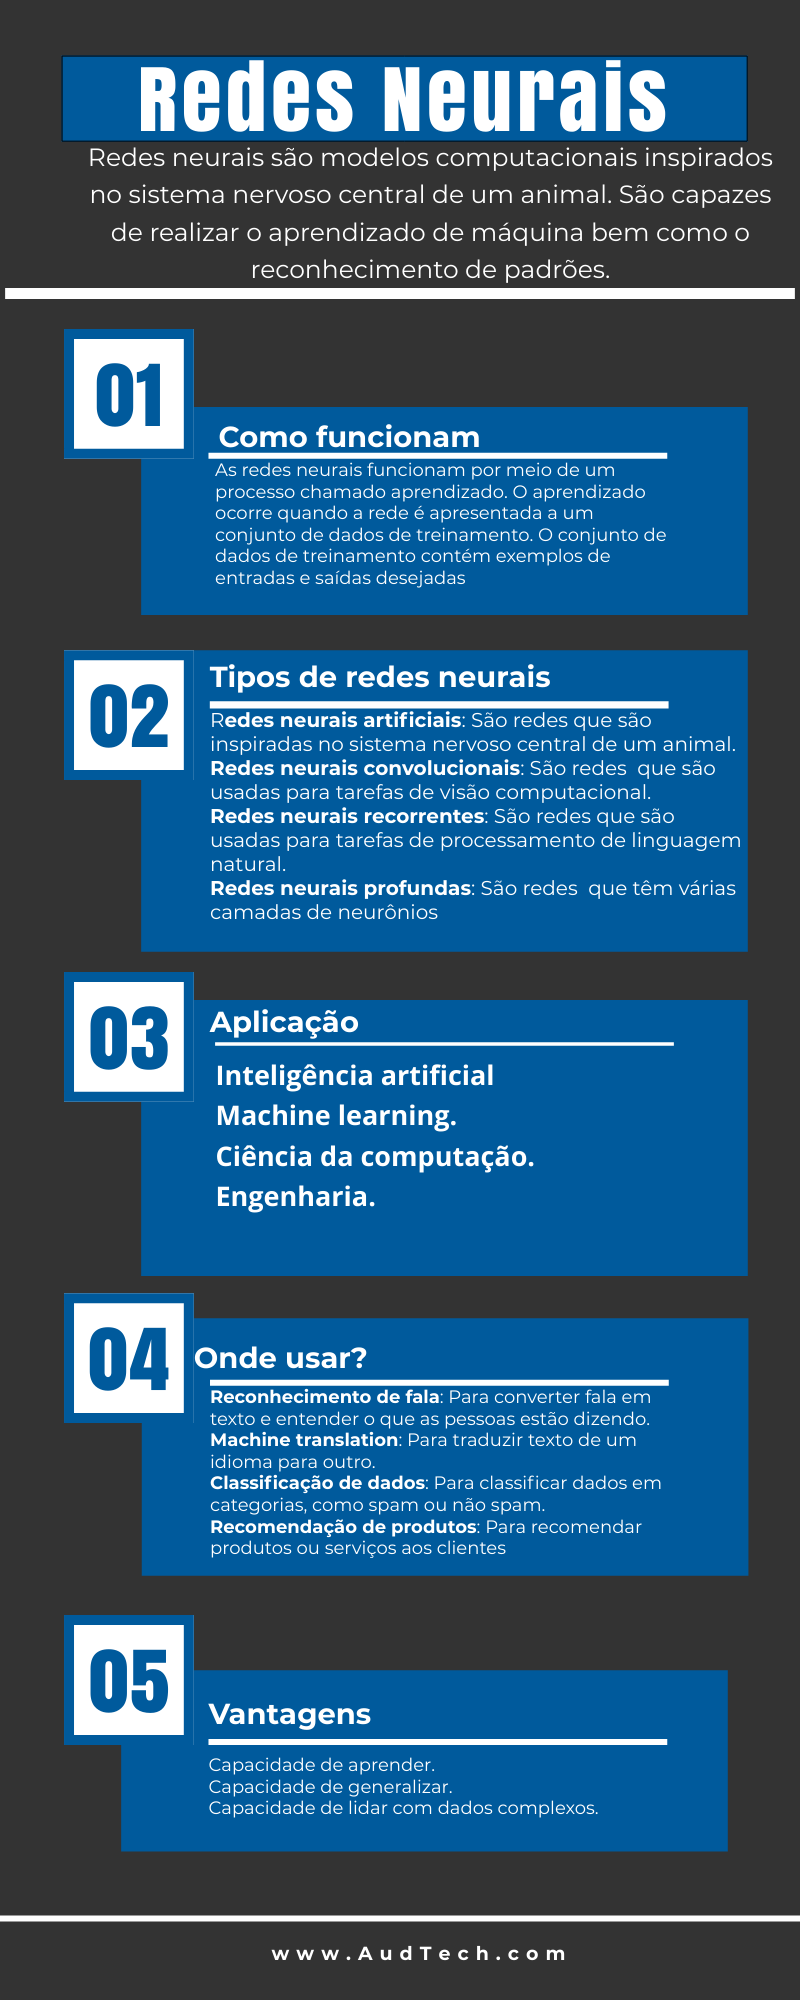 Redes Neurais
Redes neurais são modelos computacionais inspirados
no sistema nervoso central de um animal. São capazes
de realizar o aprendizado de máquina bem como o
reconhecimento de padrões.
01
Como funcionam
As redes neurais funcionam por meio de um
processo chamado aprendizado. O aprendizado
ocorre quando a rede é apresentada a um
conjunto de dados de treinamento. O conjunto de
dados de treinamento contém exemplos de
entradas e saídas desejadas
02
Tipos de redes neurais
Redes neurais artificiais: São redes que são
inspiradas no sistema nervoso central de um animal.
Redes neurais convolucionais: São redes  que são
usadas para tarefas de visão computacional.
Redes neurais recorrentes: São redes que são
usadas para tarefas de processamento de linguagem
natural.
Redes neurais profundas: São redes  que têm várias
camadas de neurônios
03
Aplicação
Inteligência artificial
Machine learning.
Ciência da computação.
Engenharia.
04
Onde usar?
Reconhecimento de fala: Para converter fala em
texto e entender o que as pessoas estão dizendo.
Machine translation: Para traduzir texto de um
idioma para outro.
Classificação de dados: Para classificar dados em
categorias, como spam ou não spam.
Recomendação de produtos: Para recomendar
produtos ou serviços aos clientes
05
Vantagens
Capacidade de aprender.
Capacidade de generalizar.
Capacidade de lidar com dados complexos.
www.AudTech.com